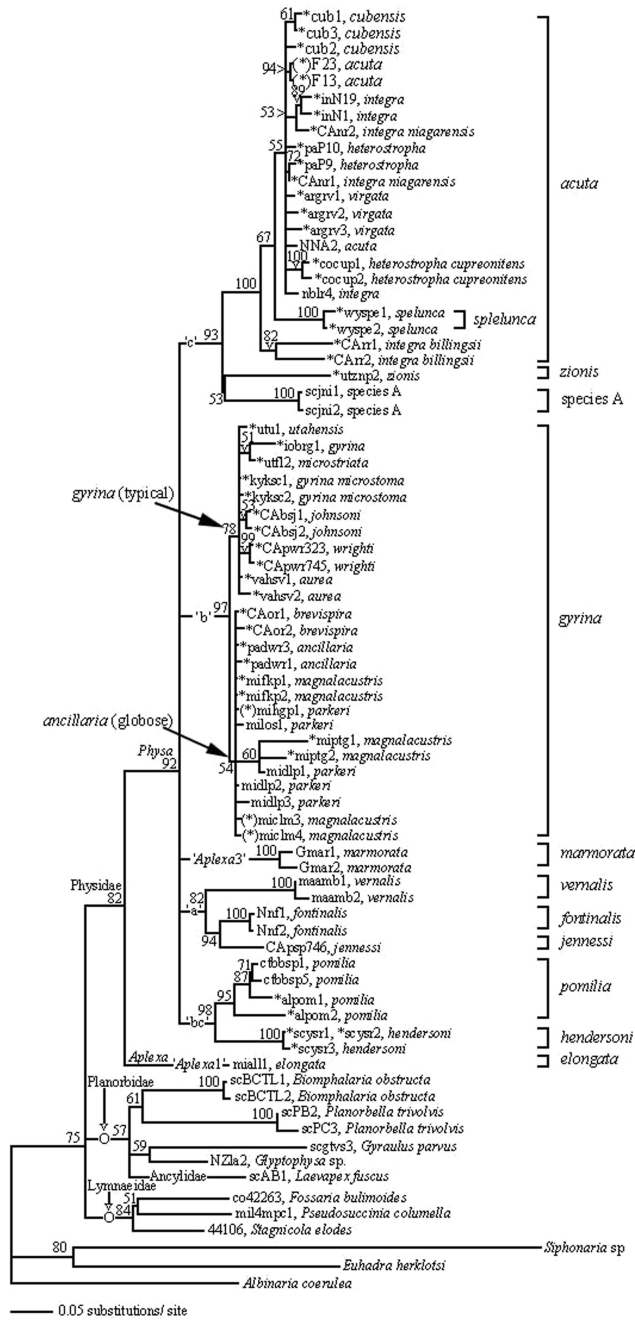 61 *cub1, cubensis
*cub3, cubensis
*cub2, cubensis
94> (*)F23, acuta
(*)F13, acuta
*inN19, integra
53> *inN1, integra
*CAnr2, integra niagarensis
55 *paP10, heterostropha
72 *paP9, heterostropha
*CAnr1, integra niagarensis
acuta
*argrv1, virgata
*argrv2, virgata
*argrv3, virgata
67 NNA2, acuta
100 *cocup1, heterostropha cupreonitens
*cocup2, heterostropha cupreonitens
100 nblr4, integra
100 *wyspe1, spelunca
splelunca
*wyspe2, spelunca
'c' 93 82 *CArr1, integra billingsii
*CArr2, integra billingsii
*utznp2, zionis
zionis
53 100 scjni1, species A
species A
scjni2, species A
*utu1, utahensis
51 *iobrg1, gyrina
*utfl2, microstriata
*kyksc1, gyrina microstoma
gyrina (typical)
*kyksc2, gyrina microstoma
53 *CAbsj1, johnsoni
78 *CAbsj2, johnsoni
99 *CApwr323, wrighti
*CApwr745, wrighti
*vahsv1, aurea
*vahsv2, aurea
'b' 97 *CAor1, brevispira
gyrina
*CAor2, brevispira
*padwr3, ancillaria
*padwr1, ancillaria
*mifkp1, magnalacustris
*mifkp2, magnalacustris
(*)mihgp1, parkeri
ancillaria (globose)
milos1, parkeri
*miptg1, magnalacustris
Physa
60 *miptg2, magnalacustris
92 54 midlp1, parkeri
midlp2, parkeri
midlp3, parkeri
(*)miclm3, magnalacustris
(*)miclm4, magnalacustris
'Aplexa3' 100 Gmar1, marmorata
marmorata
Gmar2, marmorata
Physidae 100 maamb1, vernalis
vernalis
82 82 maamb2, vernalis
'a' 100 Nnf1, fontinalis
fontinalis
Nnf2, fontinalis
94 CApsp746, jennessi
jennessi
71 ctbbsp1, pomilia
87 ctbbsp5, pomilia
pomilia
95 *alpom1, pomilia
98 *alpom2, pomilia
'bc' 100 *scysr1, *scysr2, hendersoni
hendersoni
*scysr3, hendersoni
Aplexa 'Aplexa1' miall1, elongata
elongata
Planorbidae 100 scBCTL1, Biomphalaria obstructa
scBCTL2, Biomphalaria obstructa
61 100 scPB2, Planorbella trivolvis
scPC3, Planorbella trivolvis
75 57 59 scgtvs3, Gyraulus parvus
NZla2, Glyptophysa sp.
Ancylidae scAB1, Laevapex fuscus
Lymnaeidae 51 co42263, Fossaria bulimoides
84 mil4mpc1, Pseudosuccinia columella
44106, Stagnicola elodes
80 Siphonaria sp
Euhadra herklotsi
Albinaria coerulea
0.05 substitutions/ site